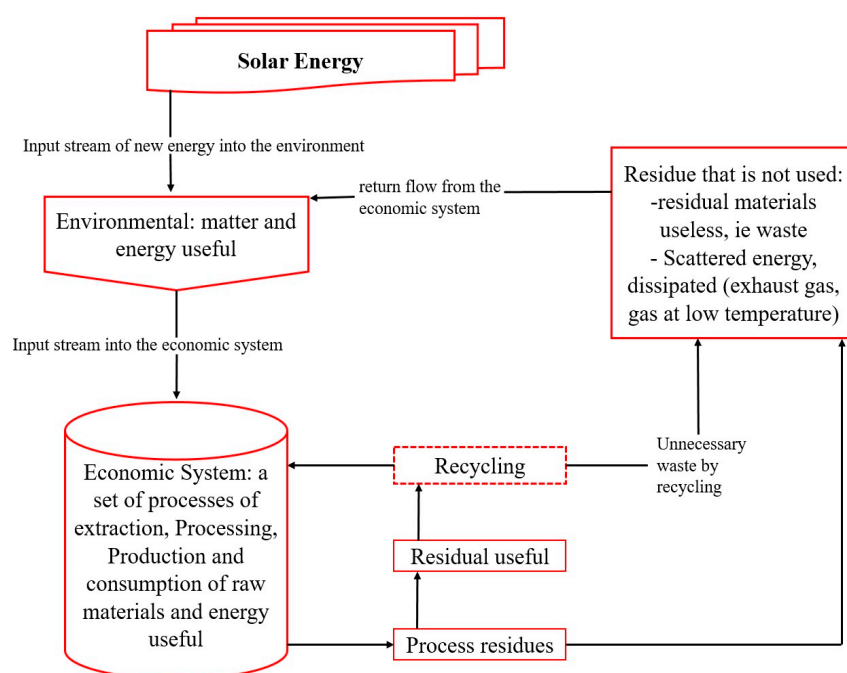 Solar Energy
Input stream of new energy into the environment
return flow from the
economic system
Residue that is not used:
-residual materials
useless, ie waste
- Scattered energy,
dissipated (exhaust gas,
gas at low temperature)
Environmental: matter and
energy useful
Input stream into the economic system
Economic System: a
set of processes of
extraction, Processing,
Production and
consumption of raw
materials and energy
useful
Recycling
Unnecessary
waste by
recycling
Residual useful
Process residues